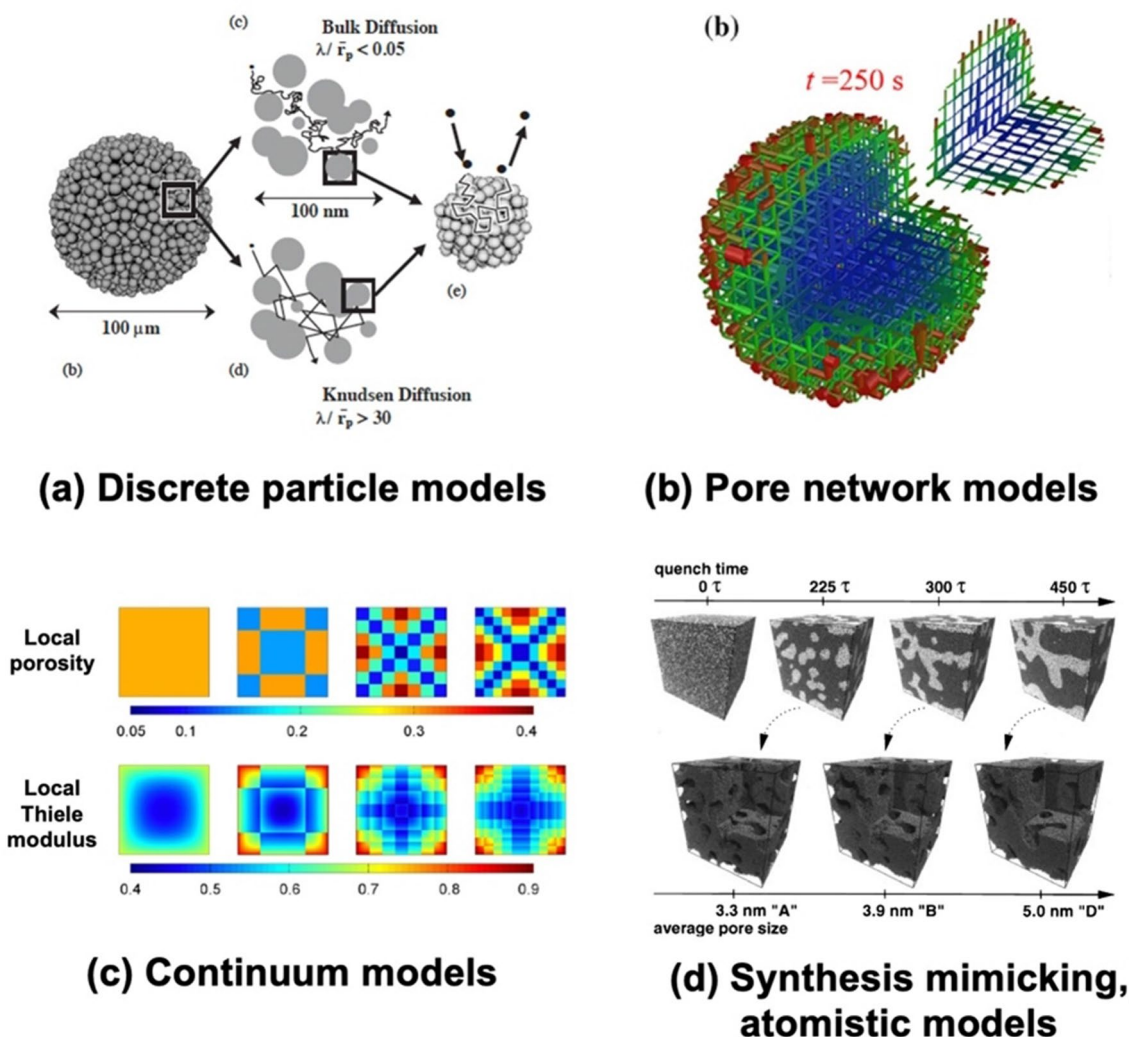 (c)
Bulk Diffusion
λ/ r̄p < 0.05
100 nm
100 μm
(b)
(d)
(e)
Knudsen Diffusion
λ/ r̄p > 30
(a) Discrete particle models
(b)
t =250 s
(b) Pore network models
Local
porosity
0.05 0.1 0.2 0.3 0.4
Local
Thiele
modulus
0.4 0.5 0.6 0.7 0.8 0.9
(c) Continuum models
quench time
0 τ 225 τ 300 τ 450 τ
3.3 nm "A" 3.9 nm "B" 5.0 nm "D"
average pore size
(d) Synthesis mimicking,
atomistic models